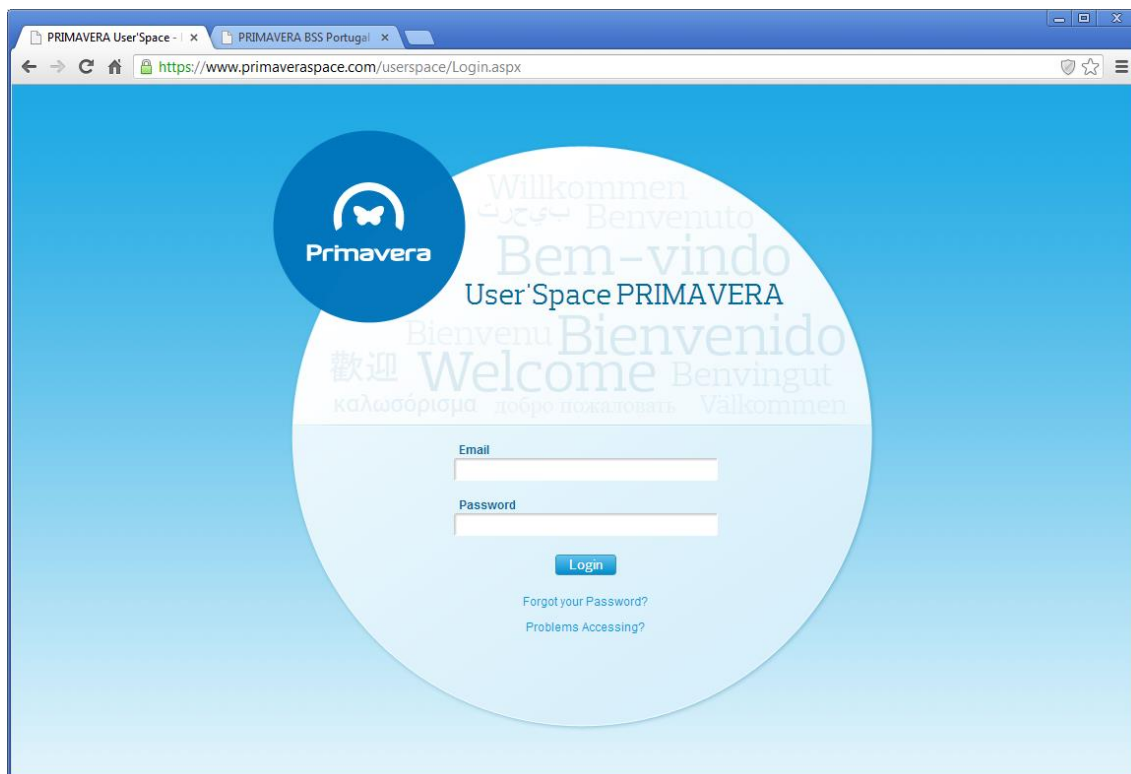 PRIMAVERA User'Space -
PRIMAVERA BSS Portugal
https://www.primaveraspace.com/userspace/Login.aspx
Primavera
Willkommen
بيحرت Benvenuto
Bem-vindo
User'Space PRIMAVERA
Bienvenu Bienvenido
歡迎 Welcome Benvingut
καλωσόρισμα добро пожаловать Välkommen
Email
Password
Login
Forgot your Password?
Problems Accessing?